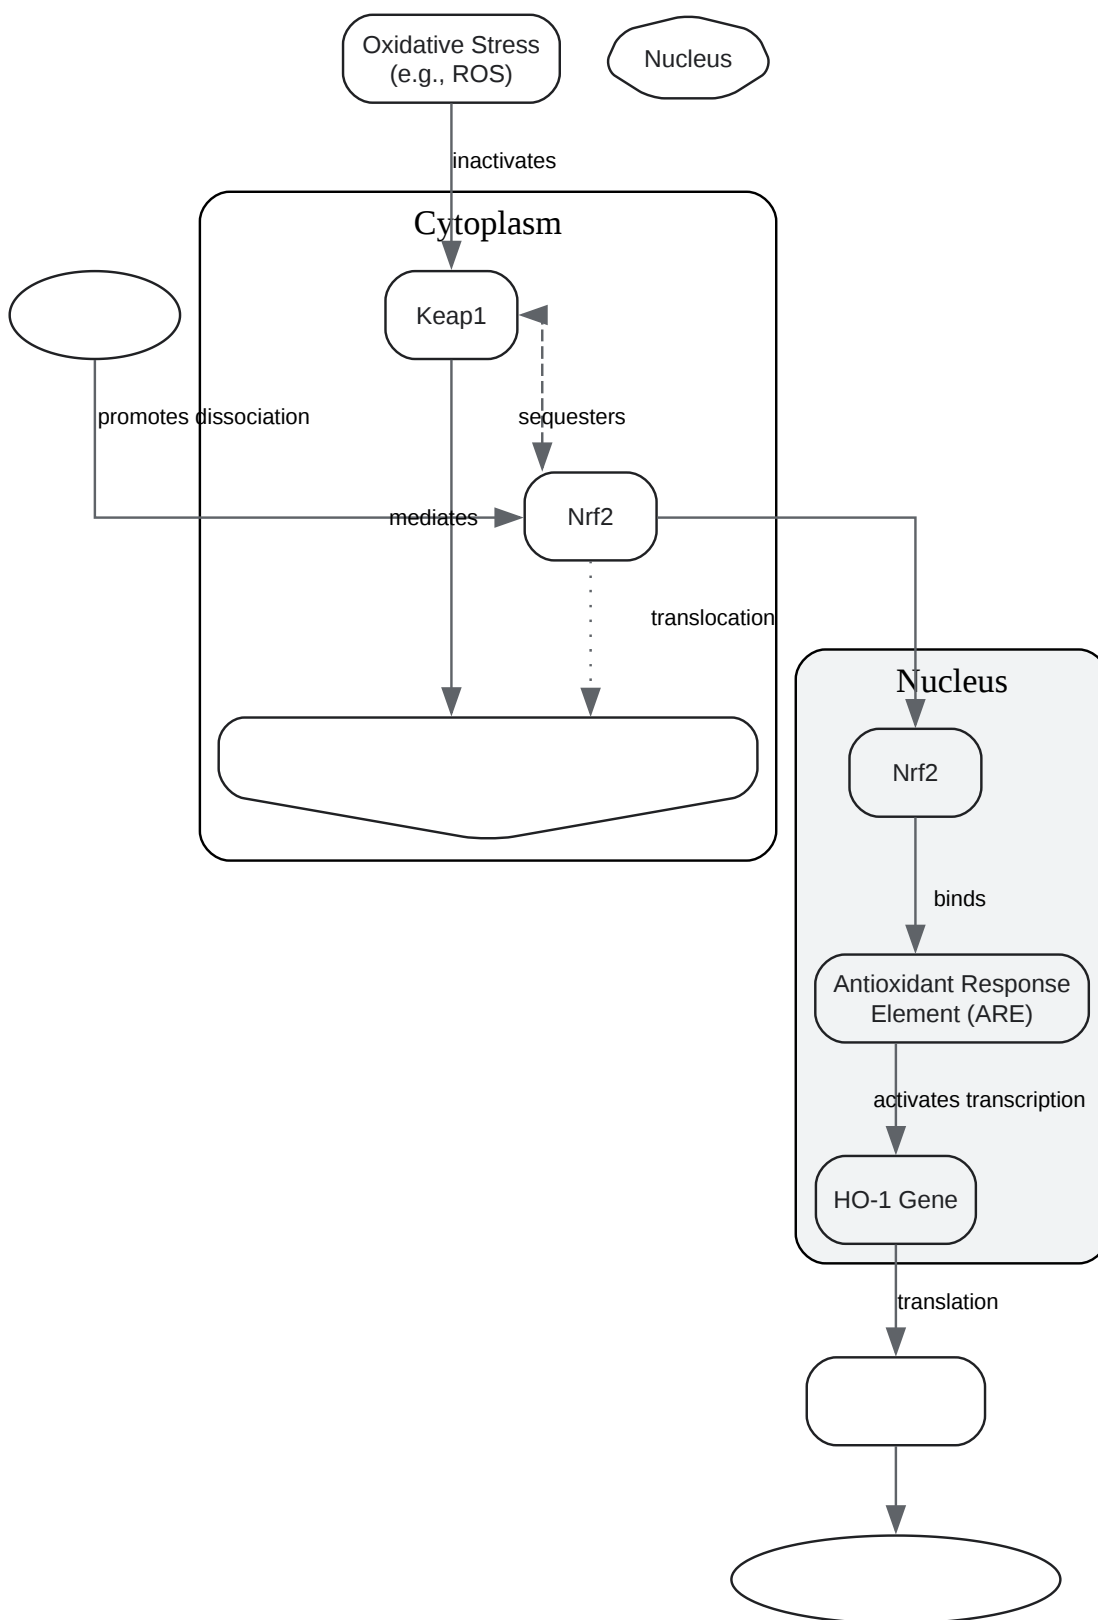 Oxidative Stress
(e.g., ROS)
Nucleus
inactivates
Cytoplasm
Keap1
promotes dissociation
sequesters
mediates
Nrf2
translocation
Nucleus
Nrf2
binds
Antioxidant Response
Element (ARE)
activates transcription
HO-1 Gene
translation